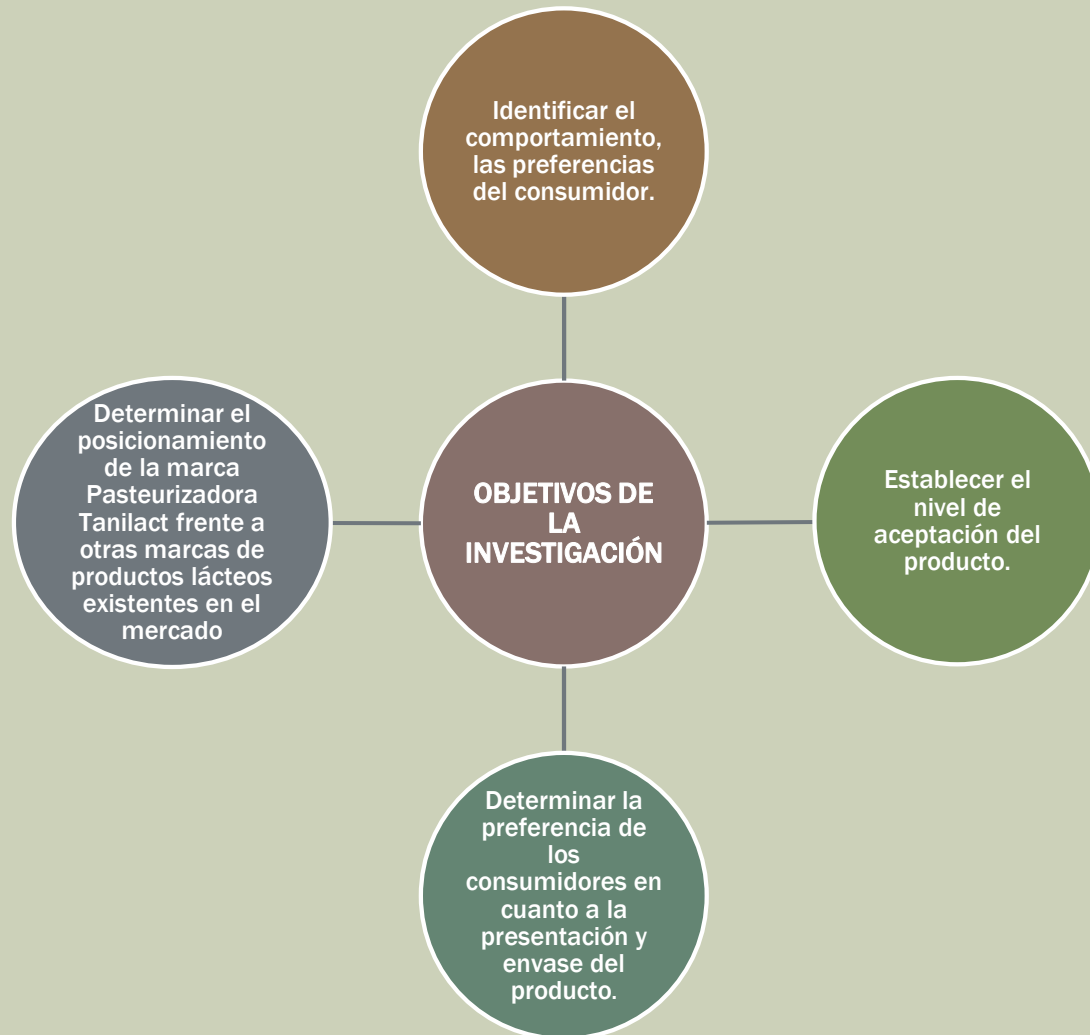 Identificar el
comportamiento,
las preferencias
del consumidor.
Determinar el
posicionamiento
de la marca
Pasteurizadora
Tanilact frente a
otras marcas de
productos lácteos
existentes en el
mercado
OBJETIVOS DE
LA
INVESTIGACIÓN
Establecer el
nivel de
aceptación del
producto.
Determinar la
preferencia de
los
consumidores en
cuanto a la
presentación y
envase del
producto.